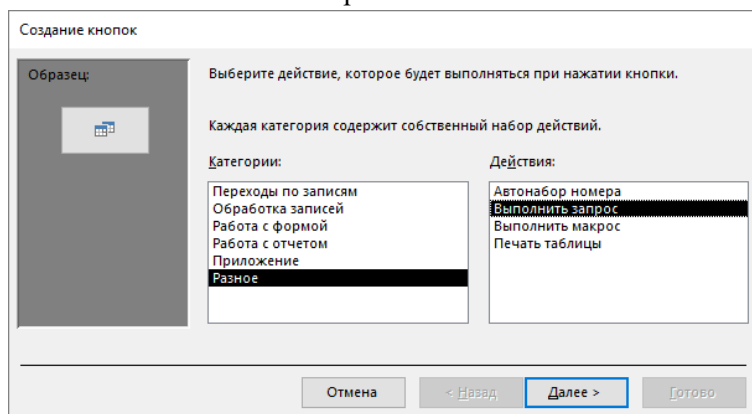 Создание кнопок
Образец:
Выберите действие, которое будет выполняться при нажатии кнопки.
Каждая категория содержит собственный набор действий.
Категории:
Действия:
Переходы по записям
Обработка записей
Работа с формой
Работа с отчетом
Приложение
Разное
Автонабор номера
Выполнить запрос
Выполнить макрос
Печать таблицы
Отмена
< Назад
Далее >
Готово